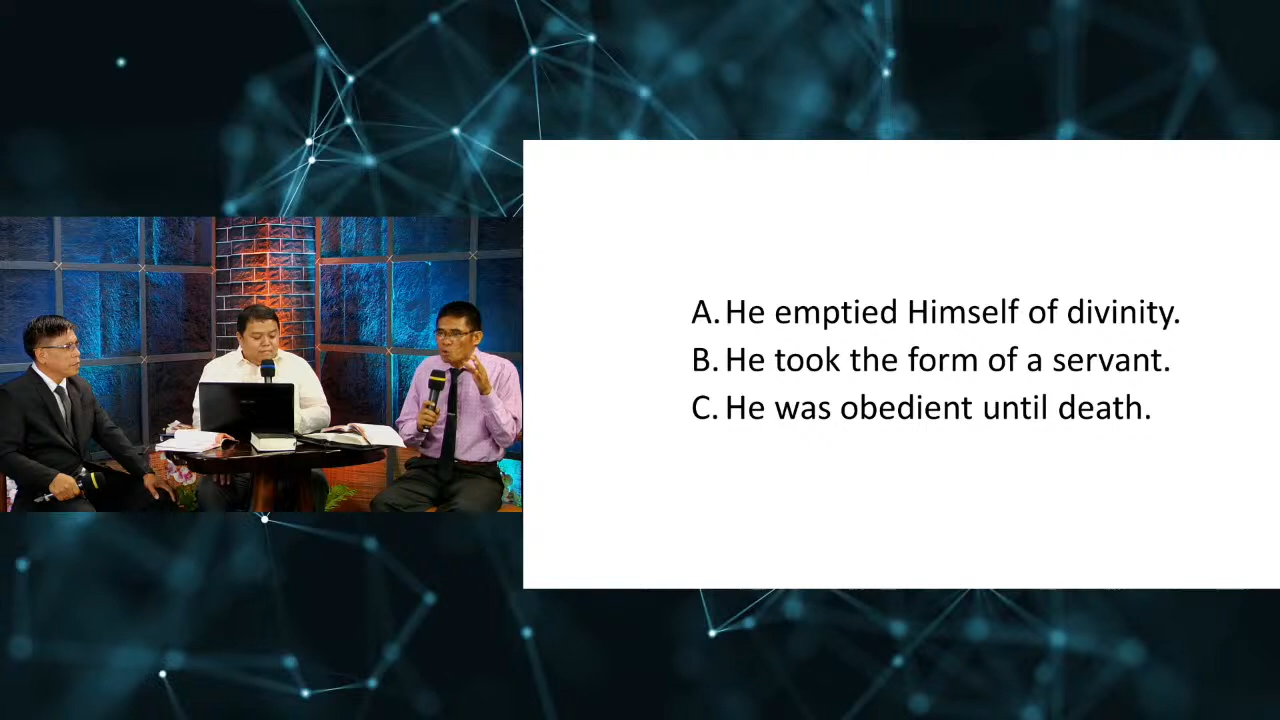 A. He emptied Himself of divinity.
B. He took the form of a servant.
C. He was obedient until death.